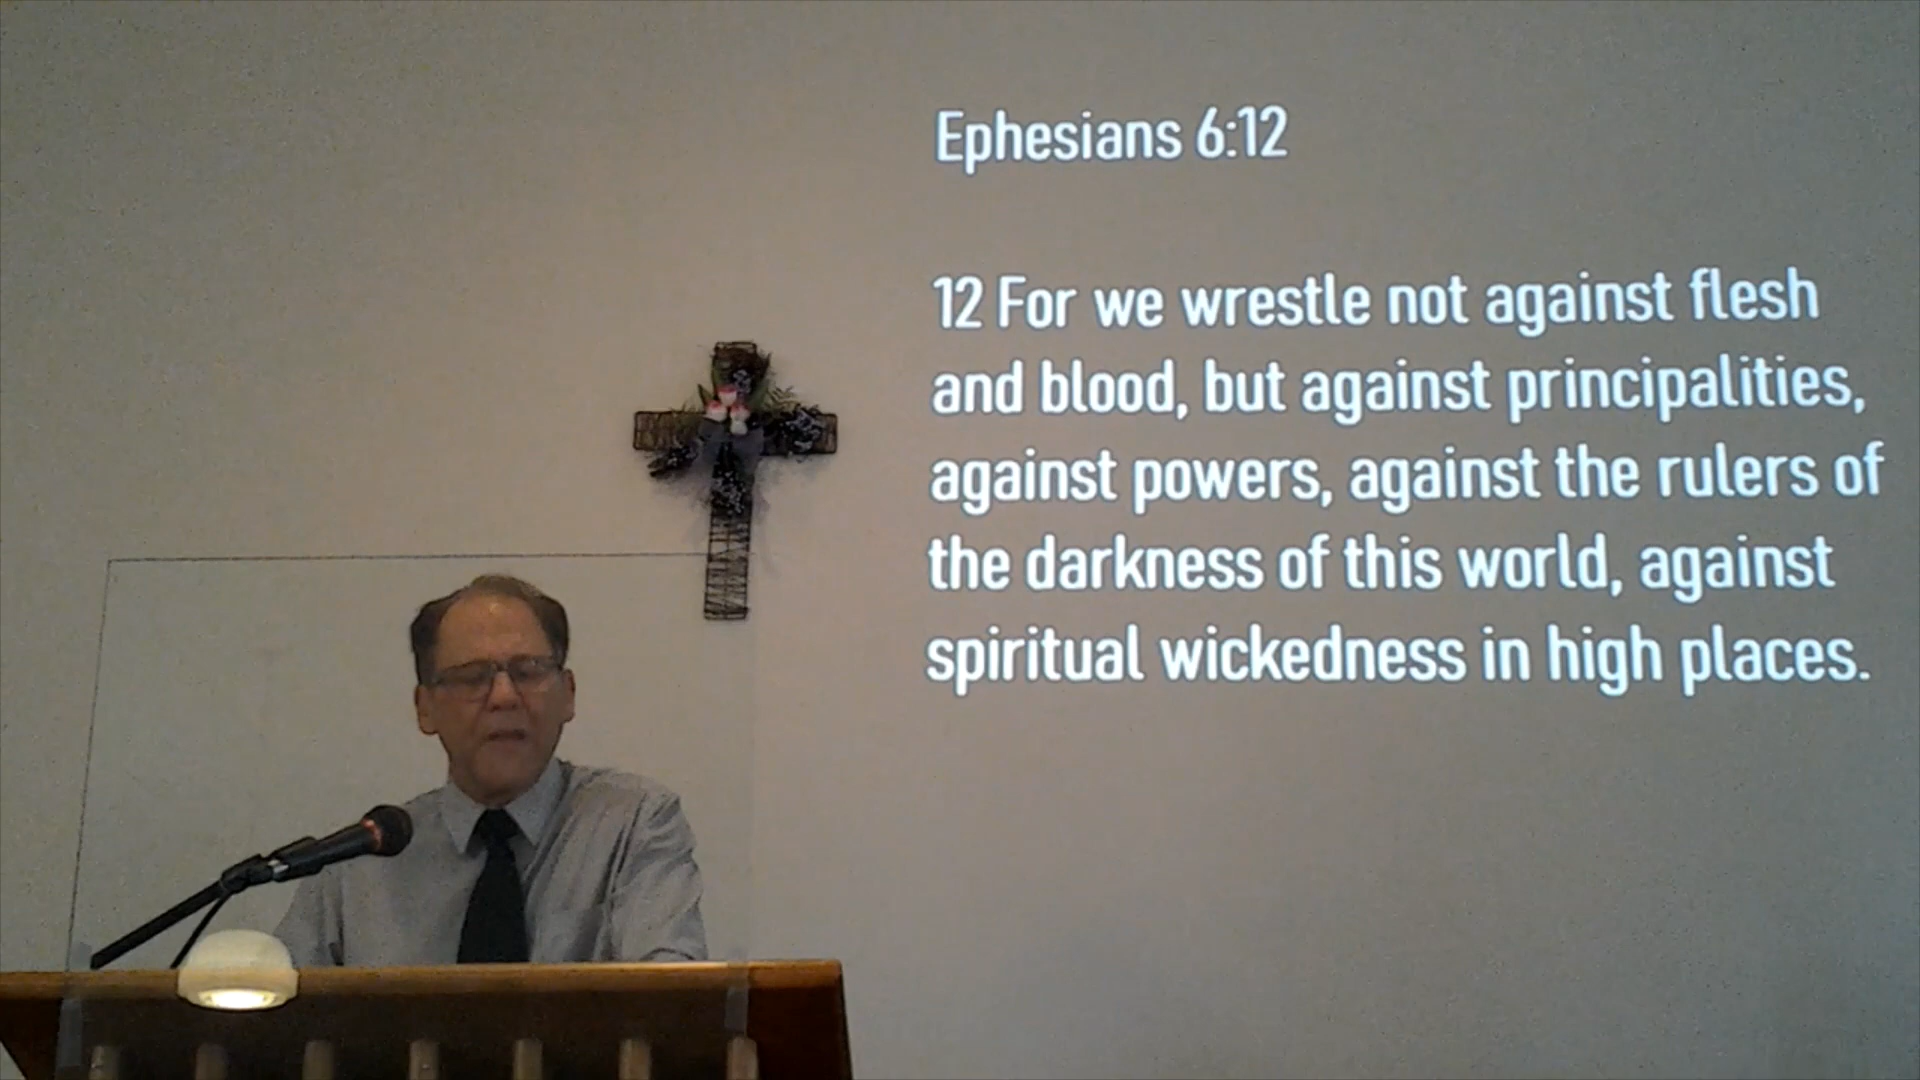 Ephesians 6:12
12 For we wrestle not against flesh
and blood, but against principalities,
against powers, against the rulers of
the darkness of this world, against
spiritual wickedness in high places.